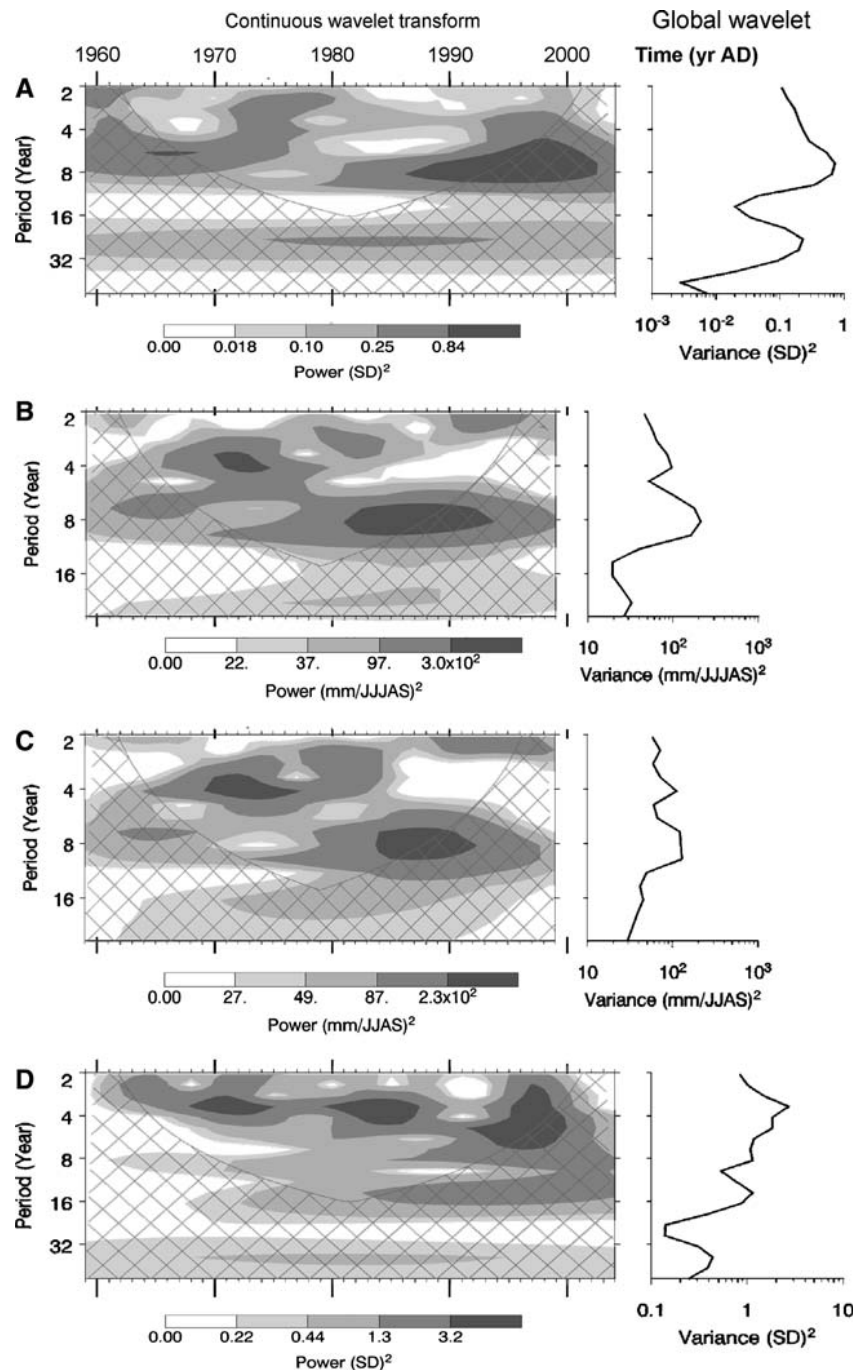 Continuous wavelet transform
Global wavelet
1960 1970 1980 1990 2000
Time (yr AD)
A
2
4
8
16
32
Period (Year)
0.00 0.018 0.10 0.25 0.84
Power (SD)²
10⁻³ 10⁻² 0.1 1
Variance (SD)²
B
2
4
8
16
Period (Year)
0.00 22. 37. 97. 3.0x10²
Power (mm/JJJAS)²
10 10² 10³
Variance (mm/JJJAS)²
C
2
4
8
16
Period (Year)
0.00 27. 49. 87. 2.3x10²
Power (mm/JJAS)²
10 10² 10³
Variance (mm/JJAS)²
D
2
4
8
16
32
Period (Year)
0.00 0.22 0.44 1.3 3.2
Power (SD)²
0.1 1 10
Variance (SD)²